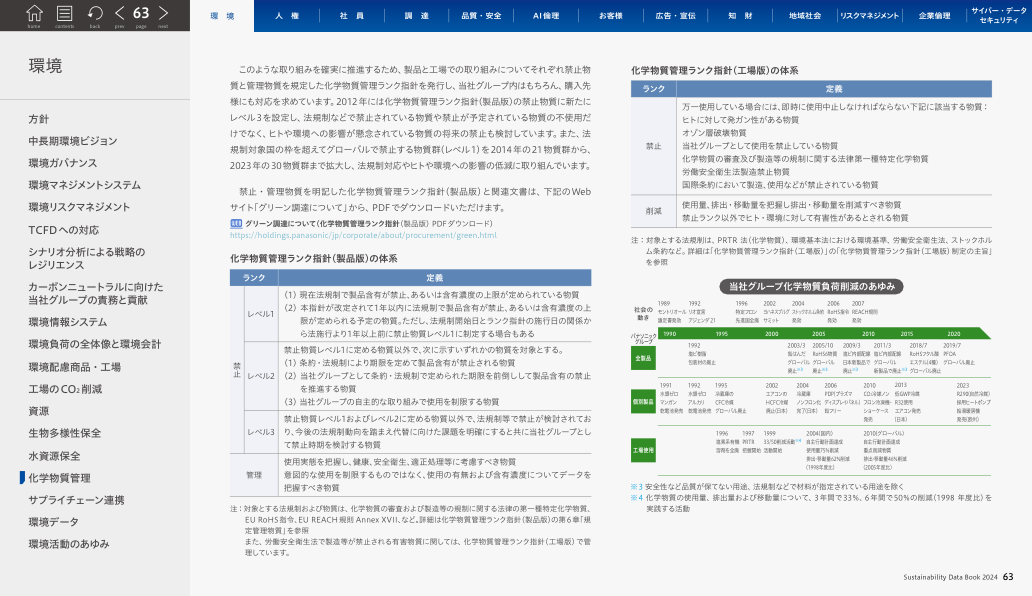 home
contents
back
prev
63
page
next
環 境
人 権
社 員
調 達
品質・安全
AI倫理
お客様
広告・宣伝
知 財
地域社会
リスクマネジメント
企業倫理
サイバー・データ
セキュリティ
環境
方針
中長期環境ビジョン
環境ガバナンス
環境マネジメントシステム
環境リスクマネジメント
TCFDへの対応
シナリオ分析による戦略の
レジリエンス
カーボンニュートラルに向けた
当社グループの責務と貢献
環境情報システム
環境負荷の全体像と環境会計
環境配慮商品・工場
工場のCO₂削減
資源
生物多様性保全
水資源保全
化学物質管理
サプライチェーン連携
環境データ
環境活動のあゆみ
このような取り組みを確実に推進するため、製品と工場での取り組みについてそれぞれ禁止物
質と管理物質を規定した化学物質管理ランク指針を発行し、当社グループ内はもちろん、購入先
様にも対応を求めています。2012年には化学物質管理ランク指針(製品版)の禁止物質に新たに
レベル3を設定し、法規制などで禁止されている物質や禁止が予定されている物質の不使用だ
けでなく、ヒトや環境への影響が懸念されている物質の将来の禁止も検討しています。また、法
規制対象国の枠を超えてグローバルで禁止する物質群(レベル1)を2014年の21物質群から、
2023年の30物質群まで拡大し、法規制対応やヒトや環境への影響の低減に取り組んでいます。
禁止・管理物質を明記した化学物質管理ランク指針(製品版)と関連文書は、下記のWeb
サイト「グリーン調達について」から、PDFでダウンロードいただけます。
URL グリーン調達について(化学物質管理ランク指針(製品版) PDFダウンロード)
https://holdings.panasonic/jp/corporate/about/procurement/green.html
化学物質管理ランク指針(製品版)の体系
ランク 定義
禁止
レベル1
(1) 現在法規制で製品含有が禁止、あるいは含有濃度の上限が定められている物質
(2) 本指針が改定されて1年以内に法規制で製品含有が禁止、あるいは含有濃度の上
限が定められる予定の物質。ただし、法規制開始日とランク指針の施行日の関係か
ら法施行より1年以上前に禁止物質レベル1に制定する場合もある
レベル2
禁止物質レベル1に定める物質以外で、次に示すいずれかの物質を対象とする。
(1) 条約・法規制により期限を定めて製品含有が禁止される物質
(2) 当社グループとして条約・法規制で定められた期限を前倒しして製品含有の禁止
を推進する物質
(3) 当社グループの自主的な取り組みで使用を制限する物質
レベル3
禁止物質レベル1およびレベル2に定める物質以外で、法規制等で禁止が検討されてお
り、今後の法規制動向を踏まえ代替に向けた課題を明確にすると共に当社グループとし
て禁止時期を検討する物質
管理
使用実態を把握し、健康、安全衛生、適正処理等に考慮すべき物質
意図的な使用を制限するものではなく、使用の有無および含有濃度についてデータを
把握すべき物質
注:対象とする法規制および物質は、化学物質の審査および製造等の規制に関する法律の第一種特定化学物質、
EU RoHS指令、EU REACH規則 Annex XVII、など。詳細は化学物質管理ランク指針(製品版)の第6章「規
定管理物質」を参照
また、労働安全衛生法で製造等が禁止される有害物質に関しては、化学物質管理ランク指針(工場版)で管
理しています。
化学物質管理ランク指針(工場版)の体系
ランク 定義
禁止
万一使用している場合には、即時に使用中止しなければならない下記に該当する物質:
ヒトに対して発ガン性がある物質
オゾン層破壊物質
当社グループとして使用を禁止している物質
化学物質の審査及び製造等の規制に関する法律第一種特定化学物質
労働安全衛生法製造禁止物質
国際条約において製造、使用などが禁止されている物質
削減
使用量、排出・移動量を把握し排出・移動量を削減すべき物質
禁止ランク以外でヒト・環境に対して有害性があるとされる物質
注:対象とする法規制は、PRTR法(化学物質)、環境基本法における環境基準、労働安全衛生法、ストックホル
ム条約など。詳細は「化学物質管理ランク指針(工場版)」の「化学物質管理ランク指針(工場版)制定の主旨」
を参照
当社グループ化学物質負荷削減のあゆみ
社会の
動き
1989 1992 1996 2002 2004 2006 2007
モントリオール リオ宣言 特定フロン ヨハネスブルグ ストックホルム条約 RoHS指令 REACH規則
議定書発効 アジェンダ21 先進国全廃 サミット 発効 発効 発効
パナソニック
グループ
1990 1995 2000 2005 2010 2015 2020
全製品
1992 2003/3 2005/10 2009/3 2011/3 2018/7 2019/7
塩ビ樹脂 鉛はんだ RoHS6物質 塩ビ内部配線 塩ビ内部配線 RoHSフタル酸 PFOA
包装材の廃止 グローバル グローバル 日本新製品で グローバル エステル(4種) グローバル廃止
廃止※3 廃止※3 廃止※3 新製品で廃止※3 グローバル廃止
個別製品
1991 1992 1995 2002 2004 2006 2010 2013 2023
水銀ゼロ 水銀ゼロ 冷蔵庫の エアコンの 冷蔵庫 PDP(プラズマ CO₂冷媒ノン 低GWP冷媒 R290(自然冷媒)
マンガン アルカリ CFC冷媒 HCFC冷媒 ノンフロン化 ディスプレイパネル) フロン冷凍機・ R32使用 採用ヒートポンプ
乾電池発売 乾電池発売 グローバル廃止 廃止(日本) 完了(日本) 鉛フリー ショーケース エアコン発売 給湯暖房機
発売 (日本) 発売(欧州)
工場使用
1996 1997 1999 2004(国内) 2010(グローバル)
塩素系有機 PRTR 33/50削減活動※4 自主行動計画達成 自主行動計画達成
溶剤を全廃 把握開始 活動開始 使用量75%削減 重点削減物質
排出・移動量62%削減 排出・移動量46%削減
(1998年度比) (2005年度比)
※3 安全性など品質が保てない用途、法規制などで材料が指定されている用途を除く
※4 化学物質の使用量、排出量および移動量について、3年間で33%、6年間で50%の削減(1998年度比)を
実践する活動
Sustainability Data Book 2024 63